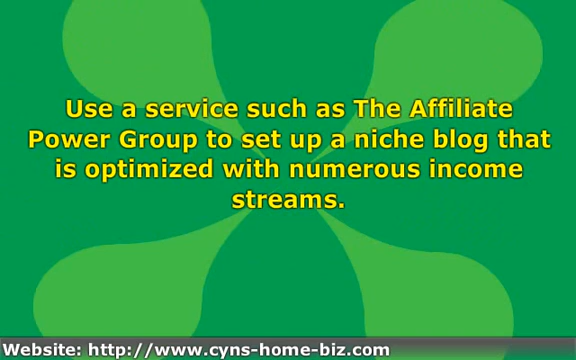 Use a service such as The Affiliate
Power Group to set up a niche blog that
is optimized with numerous income
streams.
Website: http://www.cyns-home-biz.com